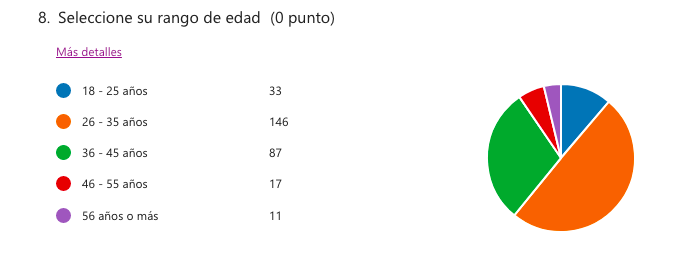 8. Seleccione su rango de edad (0 punto)
Más detalles
18 - 25 años 33
26 - 35 años 146
36 - 45 años 87
46 - 55 años 17
56 años o más 11